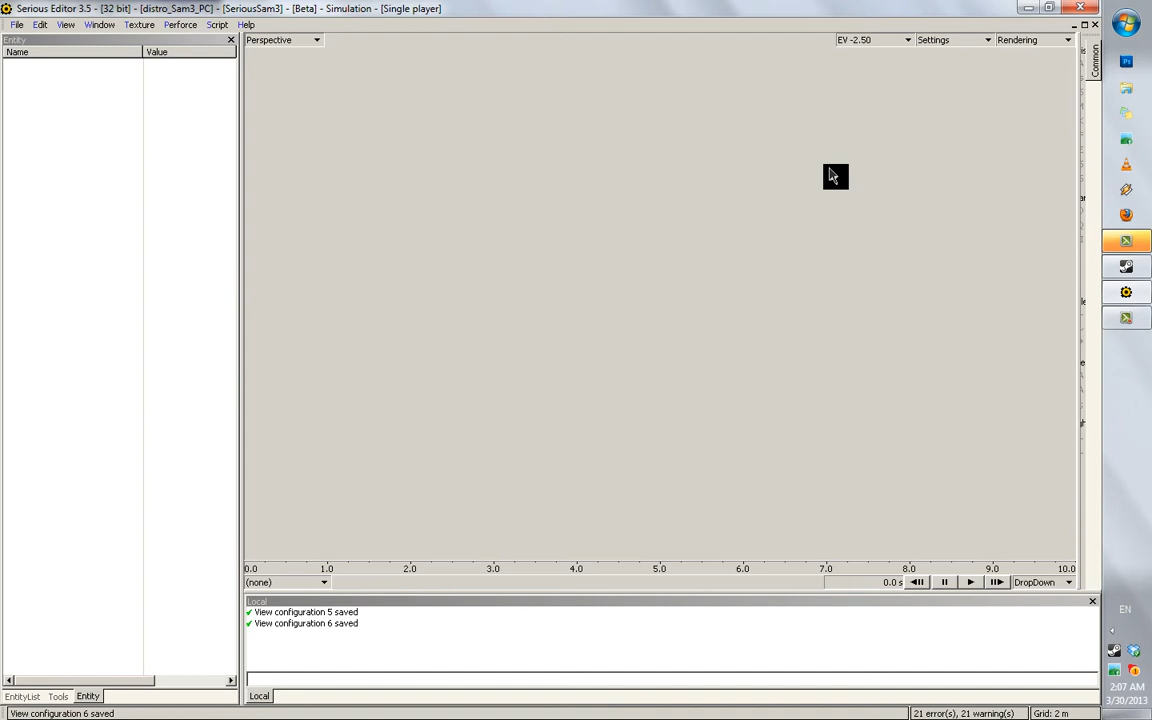 Serious Editor 3.5 - [32 bit] - [distro_Sam3_PC] - [SeriousSam3] - [Beta] - Simulation - [Single player]
File Edit View Window Texture Perforce Script Help
Entity
Name Value
Perspective EV -2.50 Settings Rendering
Common
Ps
0.0 1.0 2.0 3.0 4.0 5.0 6.0 7.0 8.0 9.0 10.0
(none) 0.0 s DropDown
Local
View configuration 5 saved
View configuration 6 saved
EntityList Tools Entity
Local
View configuration 6 saved
21 error(s), 21 warning(s) Grid: 2 m
EN
2:07 AM
3/30/2013